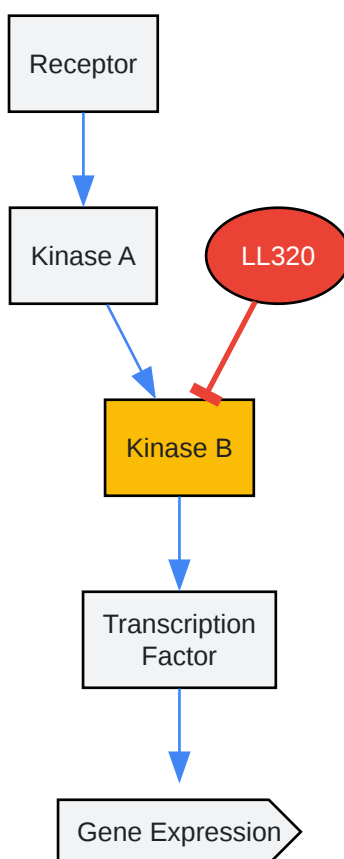 Receptor
Kinase A
LL320
Kinase B
Transcription
Factor
Gene Expression